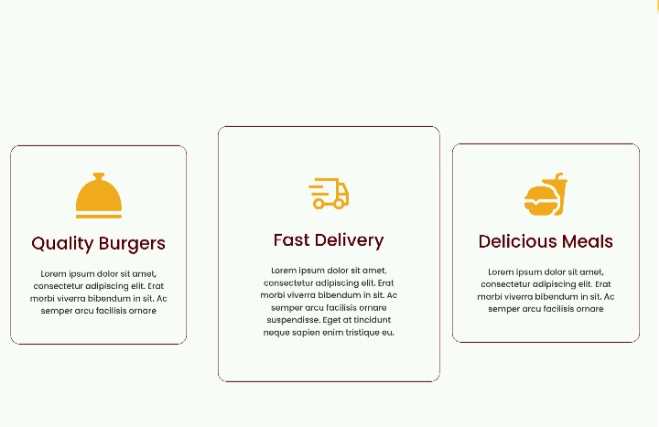 Quality Burgers
Lorem ipsum dolor sit amet,
consectetur adipiscing elit. Erat
morbi viverra bibendum in sit. Ac
semper arcu facilisis ornare
Fast Delivery
Lorem ipsum dolor sit amet,
consectetur adipiscing elit. Erat
morbi viverra bibendum in sit. Ac
semper arcu facilisis ornare
suspendisse. Eget at tincidunt
neque sapien enim tristique eu.
Delicious Meals
Lorem ipsum dolor sit amet,
consectetur adipiscing elit. Erat
morbi viverra bibendum in sit. Ac
semper arcu facilisis ornare